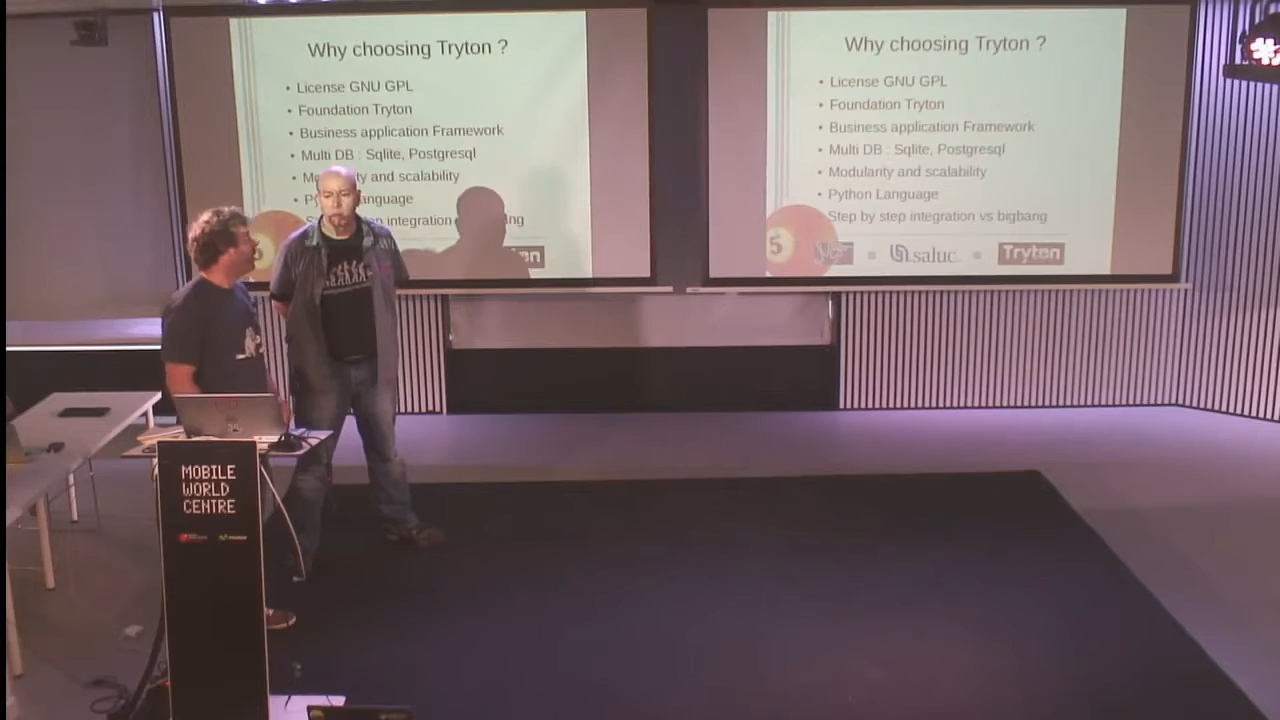 Why choosing Tryton ?
• License GNU GPL
• Foundation Tryton
• Business application Framework
• Multi DB : Sqlite, Postgresql
and scalability
integration
Why choosing Tryton ?
• License GNU GPL
• Foundation Tryton
• Business application Framework
• Multi DB : Sqlite, Postgresql
• Modularity and scalability
• Python Language
Step by step integration vs bigbang
5
saluc
Tryton
MOBILE
WORLD
CENTRE